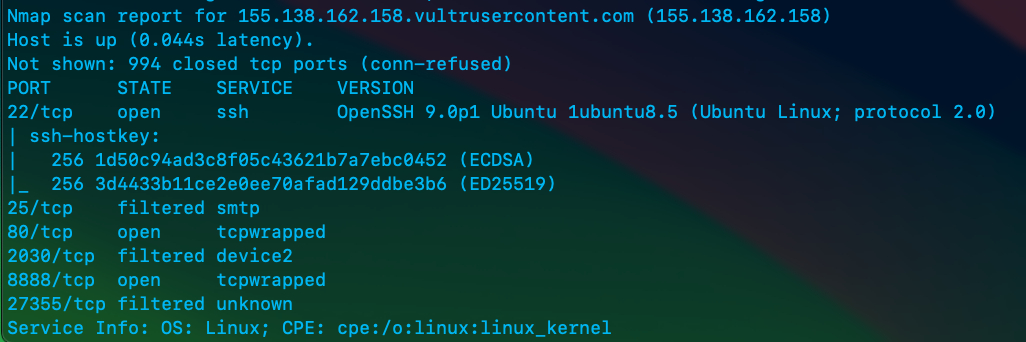 Nmap scan report for 155.138.162.158.vultrusercontent.com (155.138.162.158)
Host is up (0.044s latency).
Not shown: 994 closed tcp ports (conn-refused)
PORT      STATE    SERVICE    VERSION
22/tcp    open     ssh        OpenSSH 9.0p1 Ubuntu 1ubuntu8.5 (Ubuntu Linux; protocol 2.0)
| ssh-hostkey:
|   256 1d50c94ad3c8f05c43621b7a7ebc0452 (ECDSA)
|_  256 3d4433b11ce2e0ee70afad129ddbe3b6 (ED25519)
25/tcp    filtered smtp
80/tcp    open     tcpwrapped
2030/tcp  filtered device2
8888/tcp  open     tcpwrapped
27355/tcp filtered unknown
Service Info: OS: Linux; CPE: cpe:/o:linux:linux_kernel